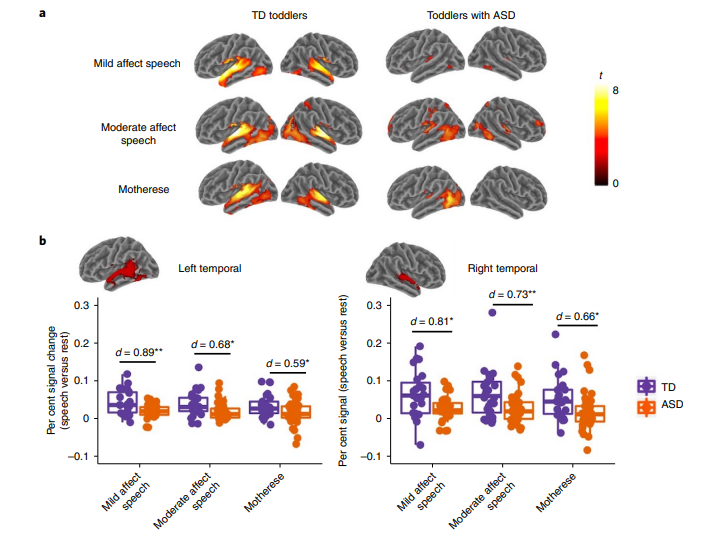 a
TD toddlers
Toddlers with ASD
Mild affect speech
Moderate affect
speech
Motherese
t
8
0
b
Left temporal
Right temporal
Per cent signal change
(speech versus rest)
0.3
0.2
0.1
0
–0.1
d = 0.89**
d = 0.68*
d = 0.59*
Mild affect
speech
Moderate affect
speech
Motherese
Per cent signal (speech versus rest)
0.3
0.2
0.1
0
–0.1
d = 0.81*
d = 0.73**
d = 0.66*
Mild affect
speech
Moderate affect
speech
Motherese
TD
ASD